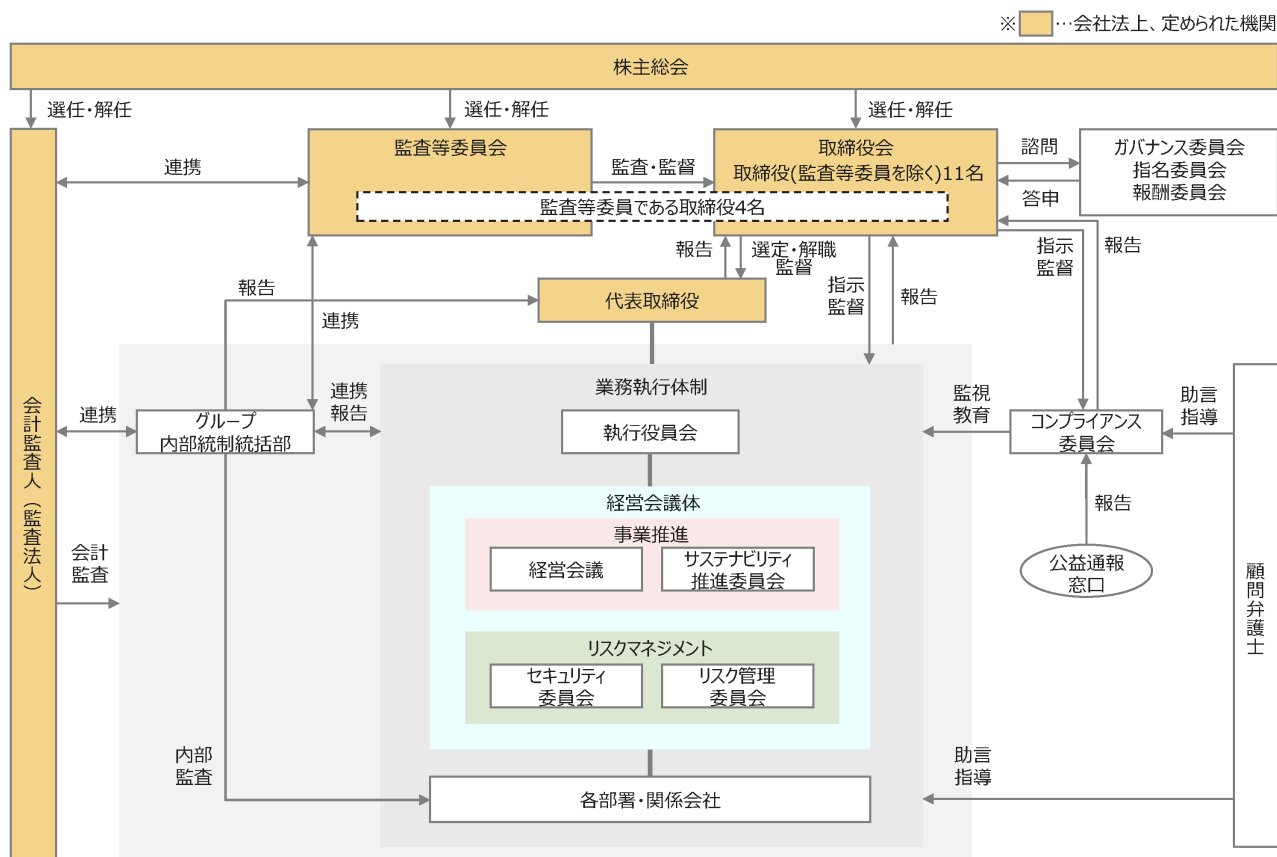 ※ …会社法上、定められた機関
株主総会
選任・解任
選任・解任
選任・解任
監査等委員会
取締役会
取締役(監査等委員を除く)11名
監査等委員である取締役4名
連携
監査・監督
諮問
答申
ガバナンス委員会
指名委員会
報酬委員会
報告
選定・解職
監督
指示
監督
報告
指示
監督
報告
報告
代表取締役
連携
会計監査人（監査法人）
連携
グループ
内部統制統括部
連携
報告
業務執行体制
執行役員会
監視
教育
コンプライアンス
委員会
助言
指導
報告
公益通報
窓口
顧問弁護士
経営会議体
事業推進
経営会議
サステナビリティ
推進委員会
会計
監査
リスクマネジメント
セキュリティ
委員会
リスク管理
委員会
内部
監査
各部署・関係会社
助言
指導